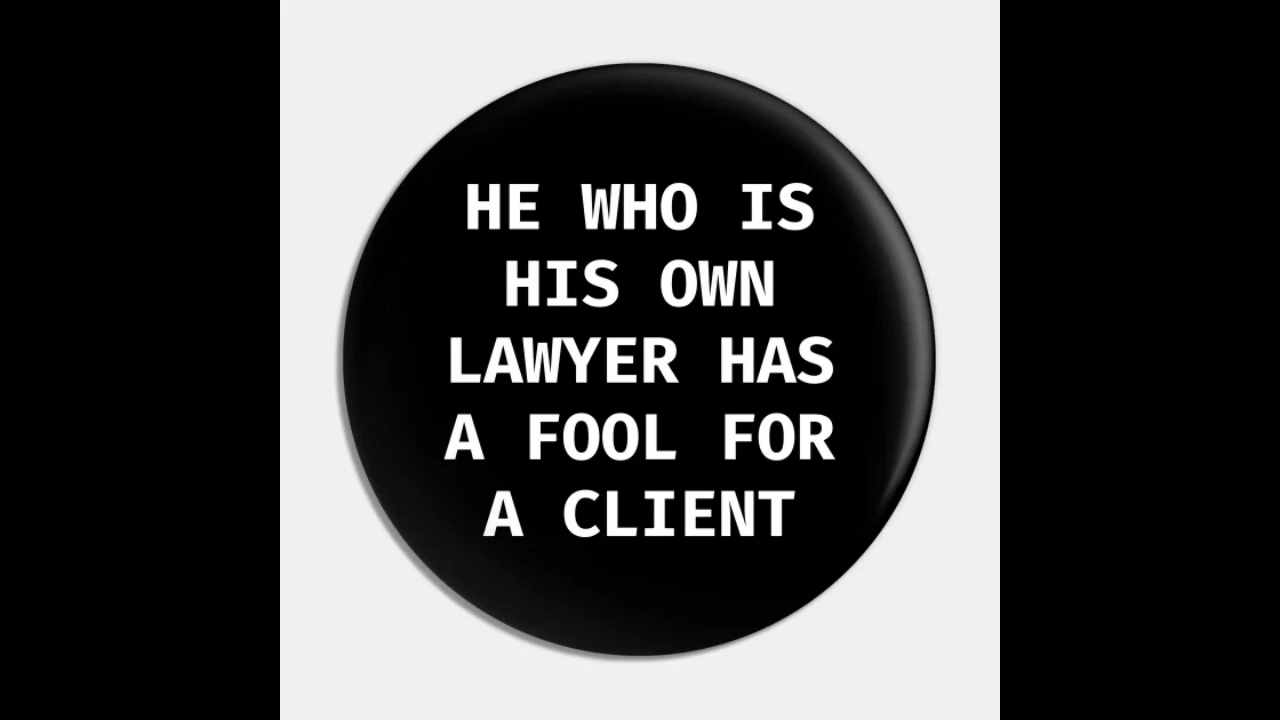 HE WHO IS
HIS OWN
LAWYER HAS
A FOOL FOR
A CLIENT